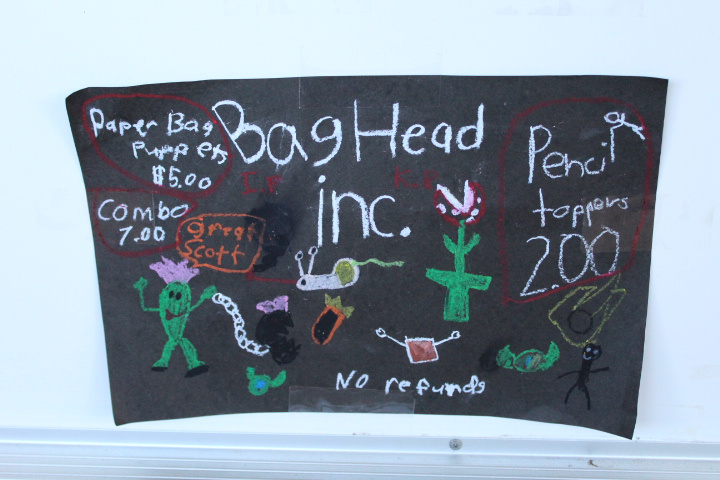 Paper Bag
Puppets
$5.00
Combo
7.00
Great
Scott
Bag Head
inc.
Pencil
toppers
2.00
No refunds